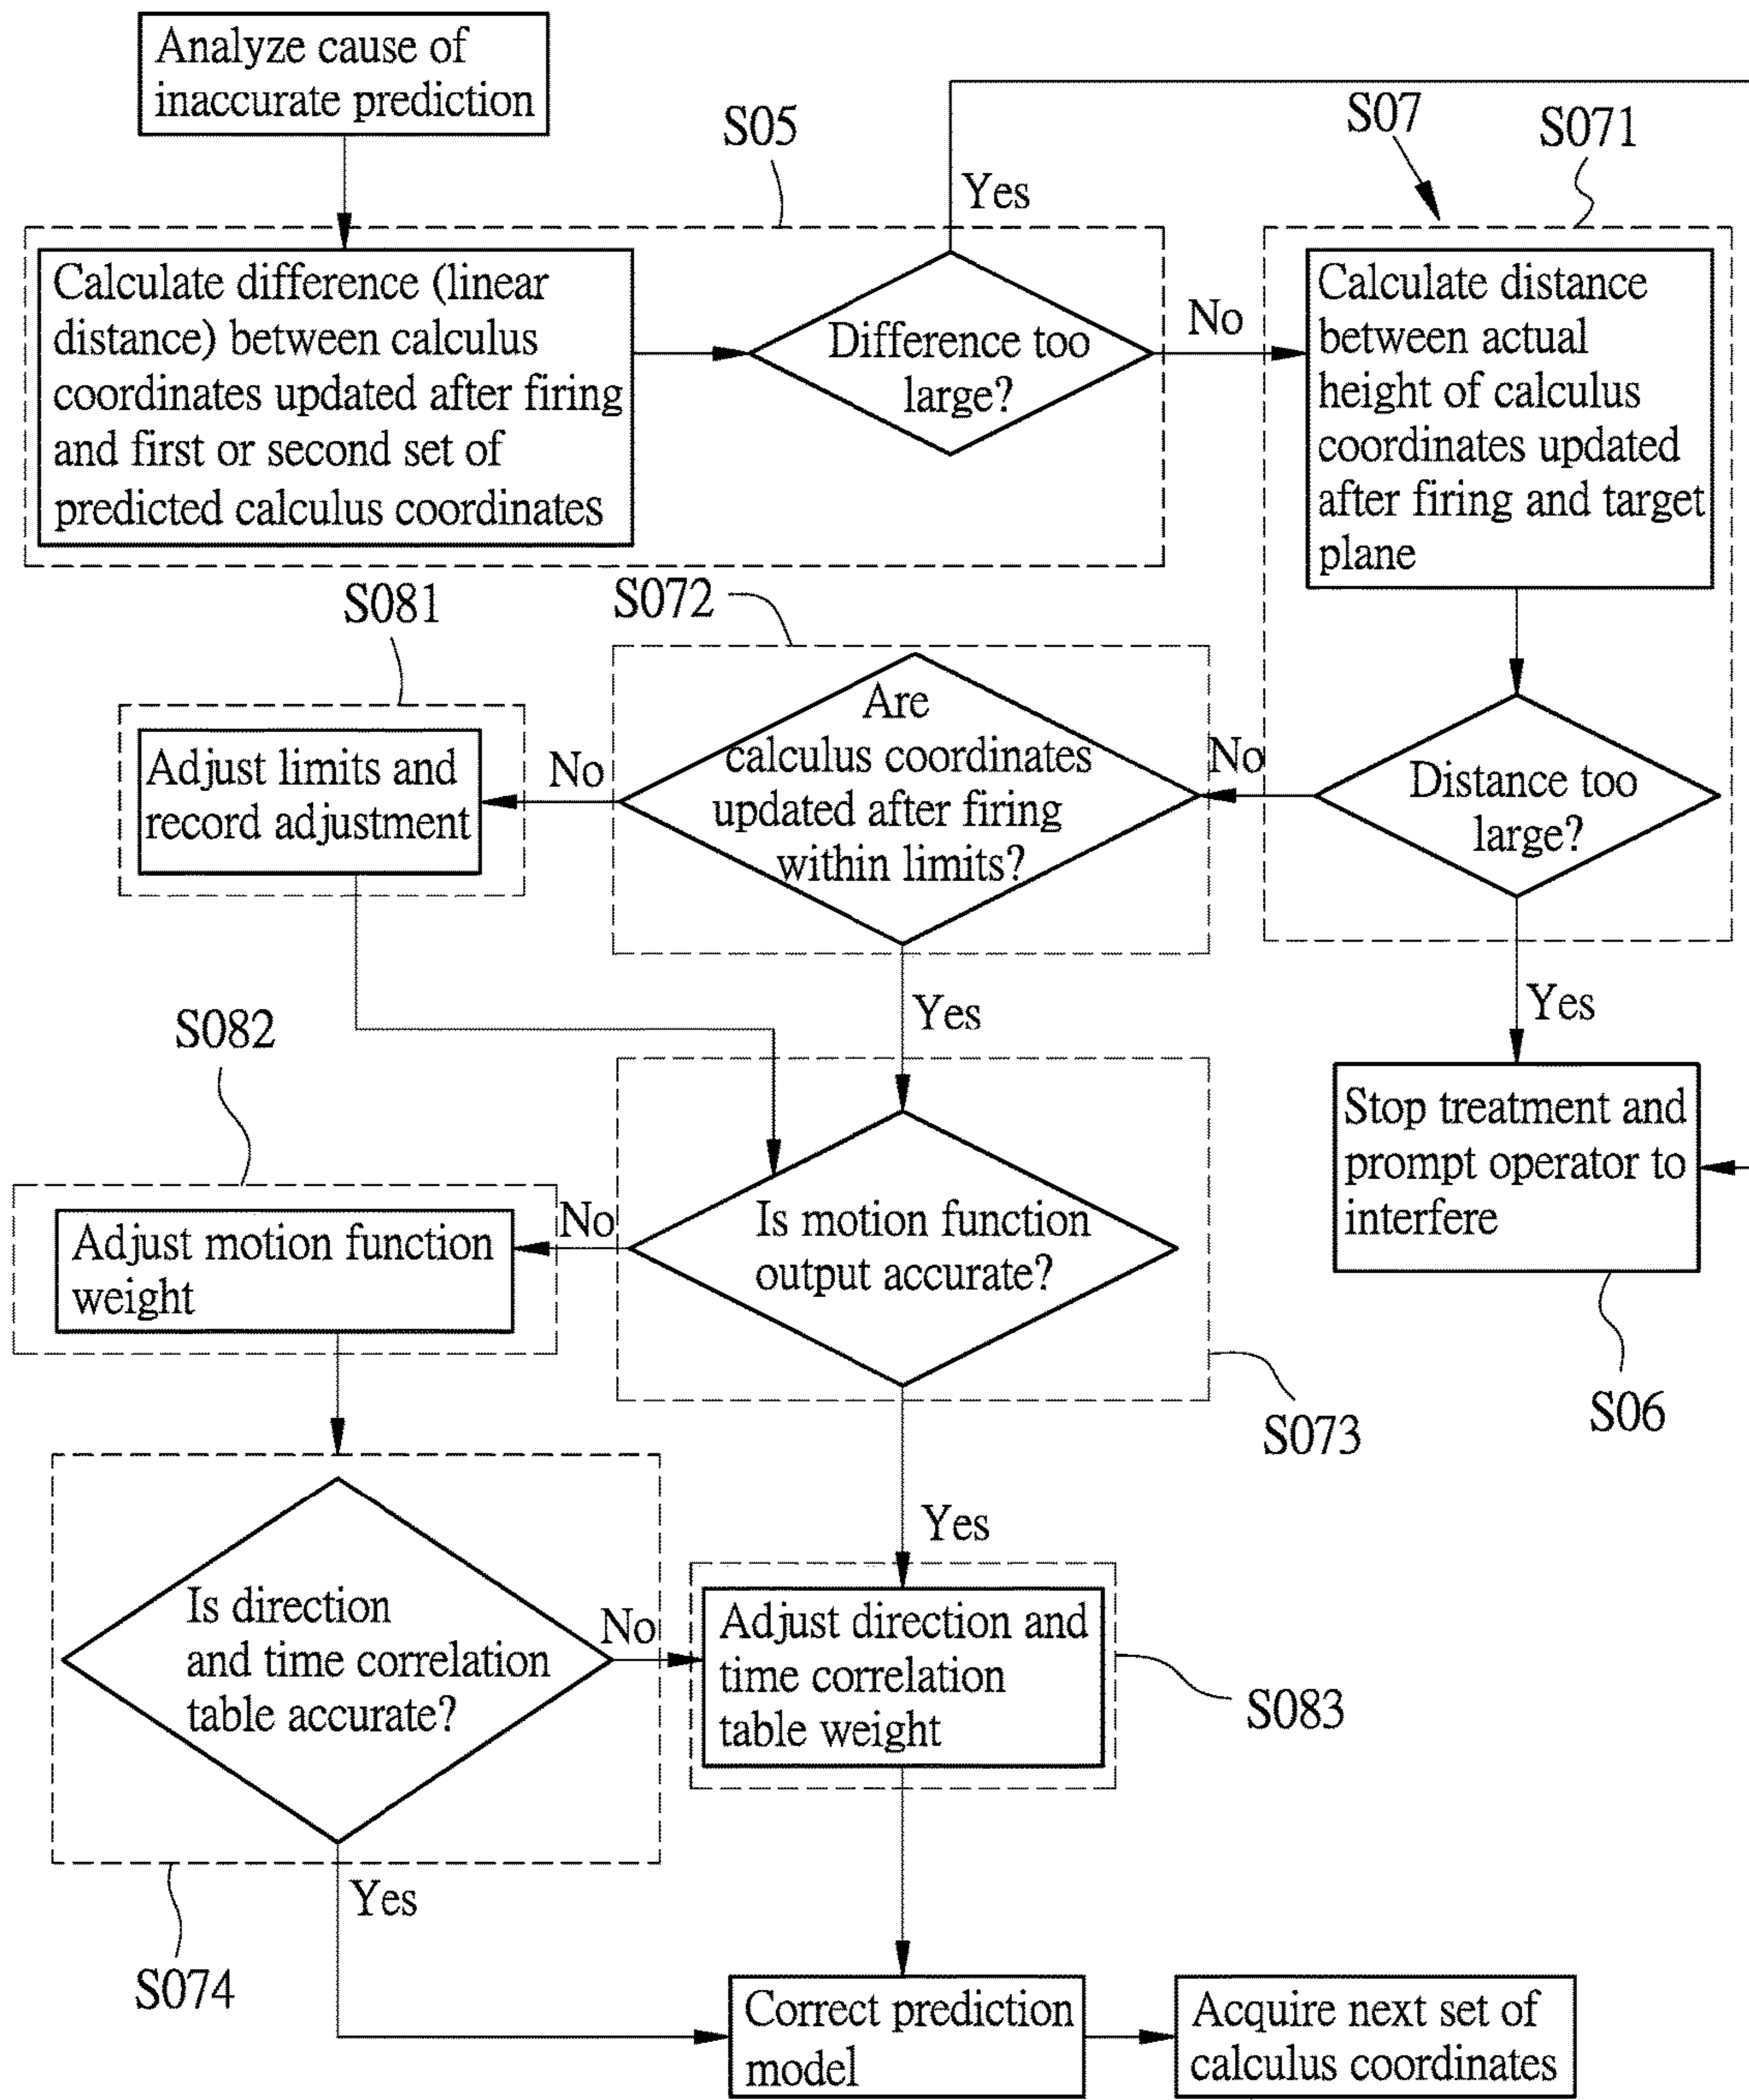 Analyze cause of
inaccurate prediction
S05
S07
S071
Yes
Calculate difference (linear
distance) between calculus
coordinates updated after firing
and first or second set of
predicted calculus coordinates
Difference too
large?
No
Calculate distance
between actual
height of calculus
coordinates updated
after firing and target
plane
S081
S072
Adjust limits and
record adjustment
No
Are
calculus coordinates
updated after firing
within limits?
No
Distance too
large?
Yes
Yes
S082
Stop treatment and
prompt operator to
interfere
Adjust motion function
weight
No
Is motion function
output accurate?
S06
S073
Yes
Is direction
and time correlation
table accurate?
No
Adjust direction and
time correlation
table weight
S083
Yes
S074
Correct prediction
model
Acquire next set of
calculus coordinates